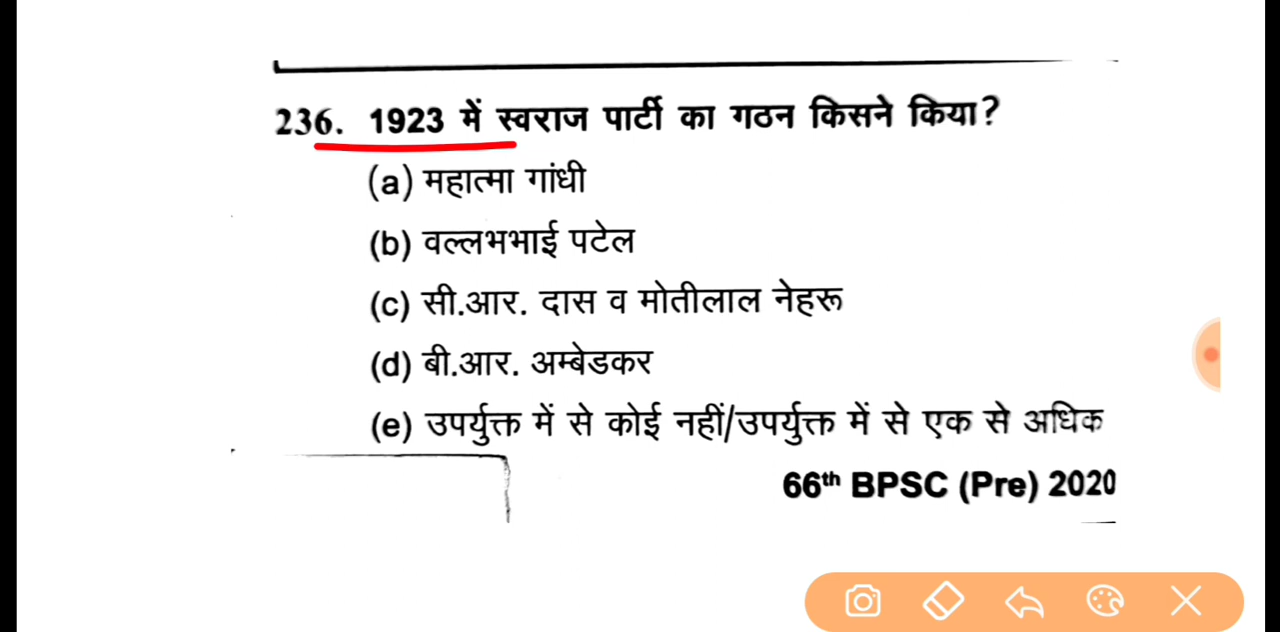 236. 1923 में स्वराज पार्टी का गठन किसने किया?
(a) महात्मा गांधी
(b) वल्लभभाई पटेल
(c) सी.आर. दास व मोतीलाल नेहरू
(d) बी.आर. अम्बेडकर
(e) उपर्युक्त में से कोई नहीं/उपर्युक्त में से एक से अधिक
66th BPSC (Pre) 2020